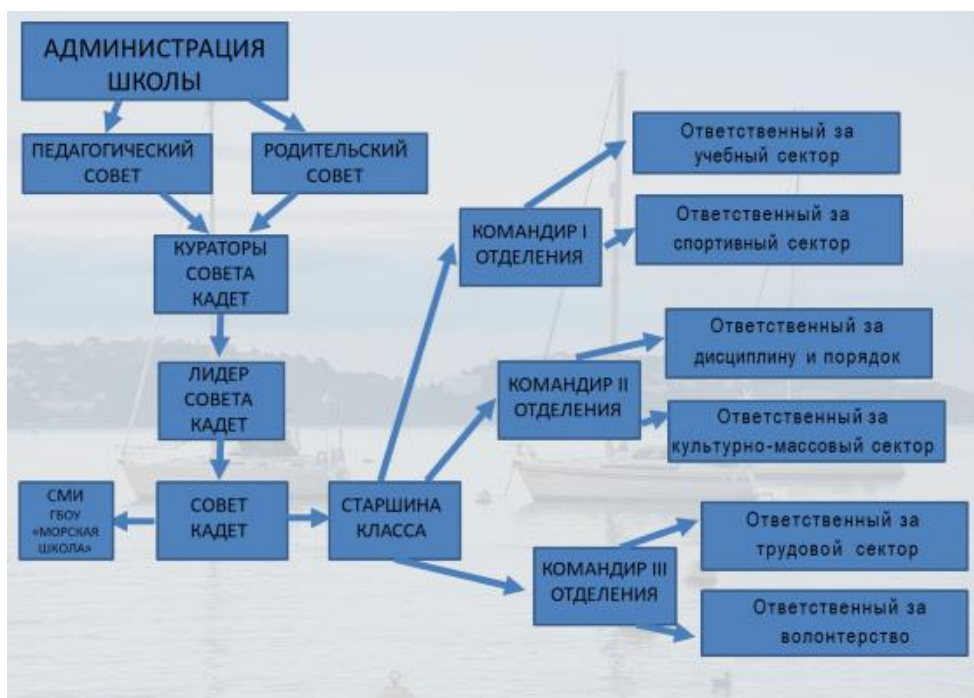 АДМИНИСТРАЦИЯ
ШКОЛЫ
ПЕДАГОГИЧЕСКИЙ
СОВЕТ
РОДИТЕЛЬСКИЙ
СОВЕТ
КУРАТОРЫ
СОВЕТА
КАДЕТ
ЛИДЕР
СОВЕТА
КАДЕТ
СМИ
ГБОУ
«МОРСКАЯ
ШКОЛА»
СОВЕТ
КАДЕТ
СТАРШИНА
КЛАССА
КОМАНДИР I
ОТДЕЛЕНИЯ
Ответственный за
учебный сектор
Ответственный за
спортивный сектор
КОМАНДИР II
ОТДЕЛЕНИЯ
Ответственный за
дисциплину и порядок
Ответственный за
культурно-массовый сектор
КОМАНДИР III
ОТДЕЛЕНИЯ
Ответственный за
трудовой сектор
Ответственный за
волонтерство